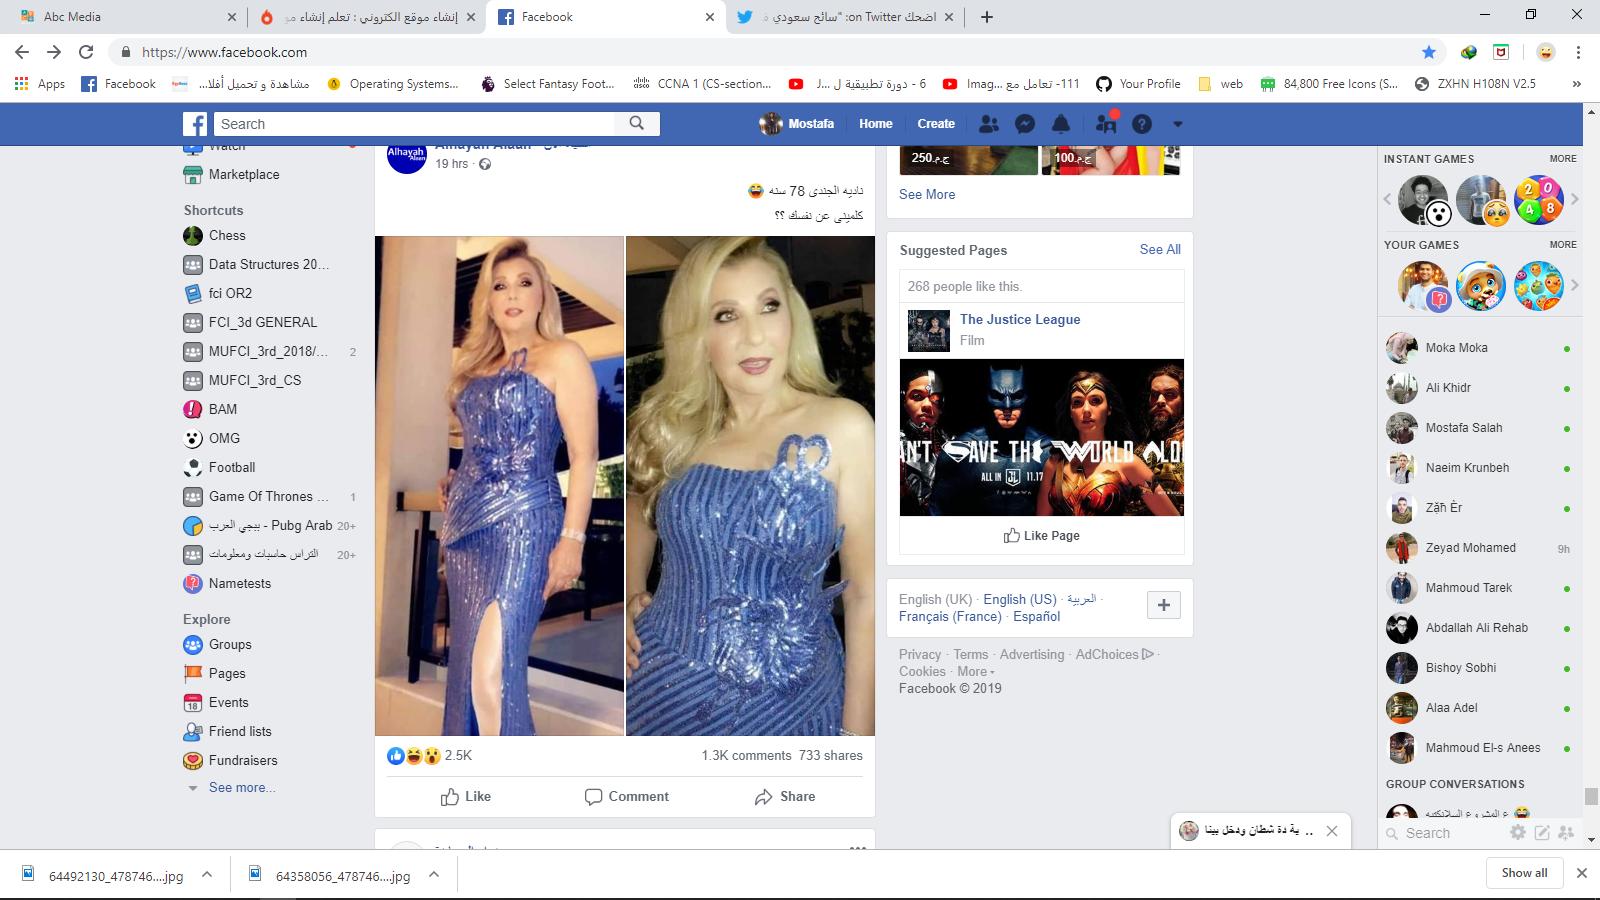 Abc Media
إنشاء موقع الكتروني : تعلم إنشاء مو
Facebook
اضحك on Twitter: "سائح سعودي
https://www.facebook.com
Apps
Facebook
مشاهدة و تحميل أفلا...
Operating Systems...
Select Fantasy Foot...
CCNA 1 (CS-section...
6 - دورة تطبيقية ل J...
111- تعامل مع Imag...
Your Profile
web
84,800 Free Icons (S...
ZXHN H108N V2.5
»
Search
Mostafa
Home
Create
Watch
Marketplace
Shortcuts
Chess
Data Structures 20...
fci OR2
FCI_3d GENERAL
MUFCI_3rd_2018/... 2
MUFCI_3rd_CS
BAM
OMG
Football
Game Of Thrones ... 1
ببجي العرب - Pubg Arab 20+
التراس حاسبات ومعلومات 20+
Nametests
Explore
Groups
Pages
Events
Friend lists
Fundraisers
See more...
Alhayah Alaan
Alhayah Alaan
19 hrs ·
ناديه الجندى 78 سنه 😂
كلمينى عن نفسك ؟؟
2.5K
1.3K comments 733 shares
Like
Comment
Share
250.ج.م
100.ج.م
See More
Suggested Pages
See All
268 people like this.
The Justice League
Film
AN'T SAVE THE WORLD ALO
ALL IN JL 11.17
Like Page
English (UK) · English (US) · العربية ·
Français (France) · Español
Privacy · Terms · Advertising · AdChoices ·
Cookies · More
Facebook © 2019
INSTANT GAMES
MORE
2 0
4 8
YOUR GAMES
MORE
Moka Moka
Ali Khidr
Mostafa Salah
Naeim Krunbeh
Zeyad Mohamed 9h
Mahmoud Tarek
Abdallah Ali Rehab
Bishoy Sobhi
Alaa Adel
Mahmoud El-s Anees
GROUP CONVERSATIONS
Search
ية دة شطان ودخل بينا ..
64492130_478746....jpg
64358056_478746....jpg
Show all